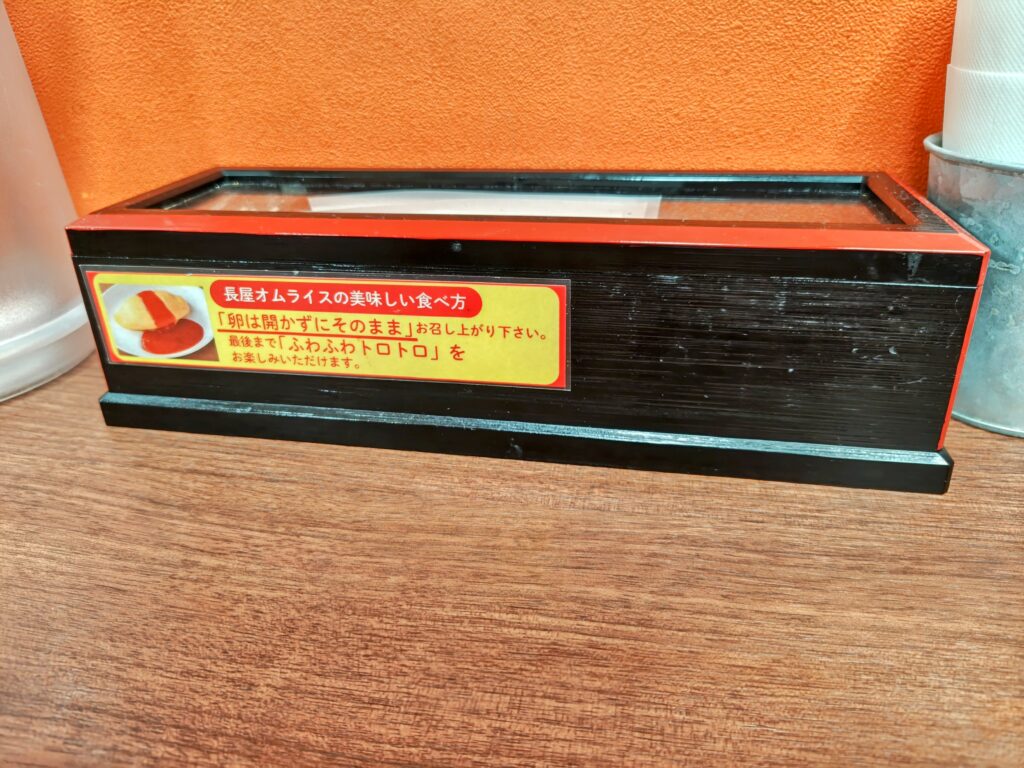 長屋オムライスの美味しい食べ方
「卵は開かずにそのまま」お召し上がり下さい。
最後まで「ふわふわトロトロ」を
お楽しみいただけます。